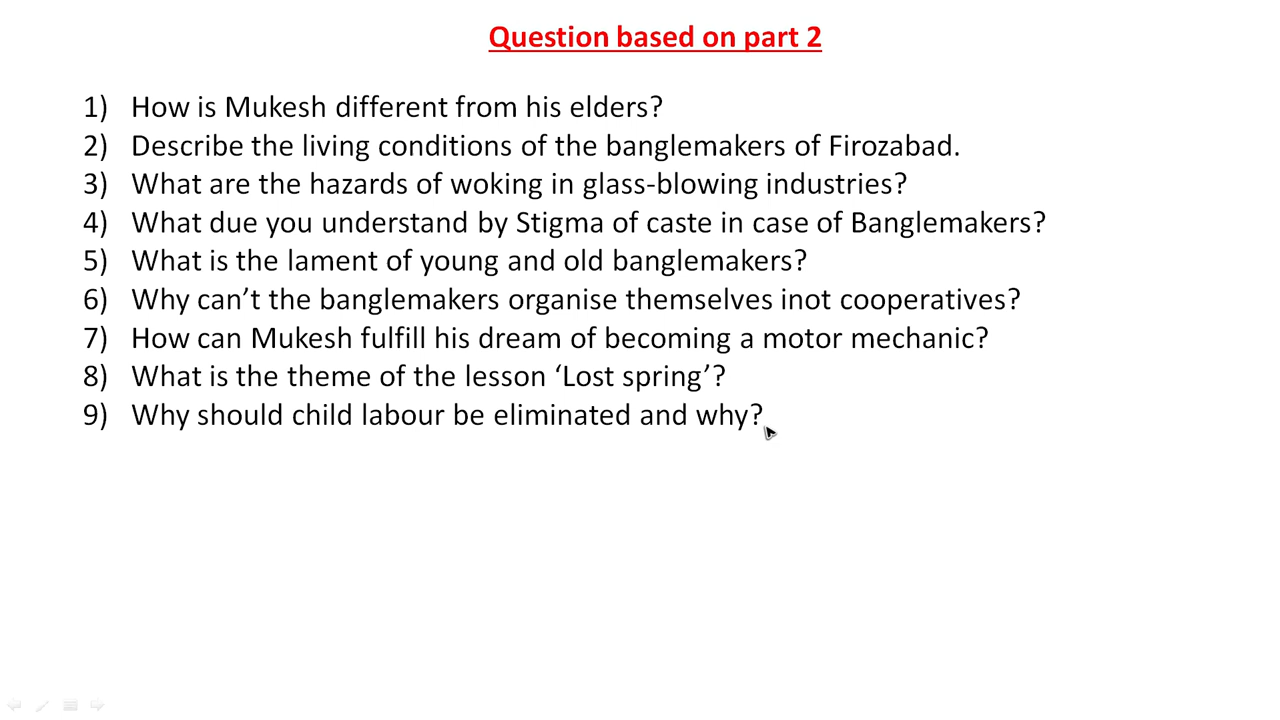 Question based on part 2
1) How is Mukesh different from his elders?
2) Describe the living conditions of the banglemakers of Firozabad.
3) What are the hazards of woking in glass-blowing industries?
4) What due you understand by Stigma of caste in case of Banglemakers?
5) What is the lament of young and old banglemakers?
6) Why can’t the banglemakers organise themselves inot cooperatives?
7) How can Mukesh fulfill his dream of becoming a motor mechanic?
8) What is the theme of the lesson ‘Lost spring’?
9) Why should child labour be eliminated and why?